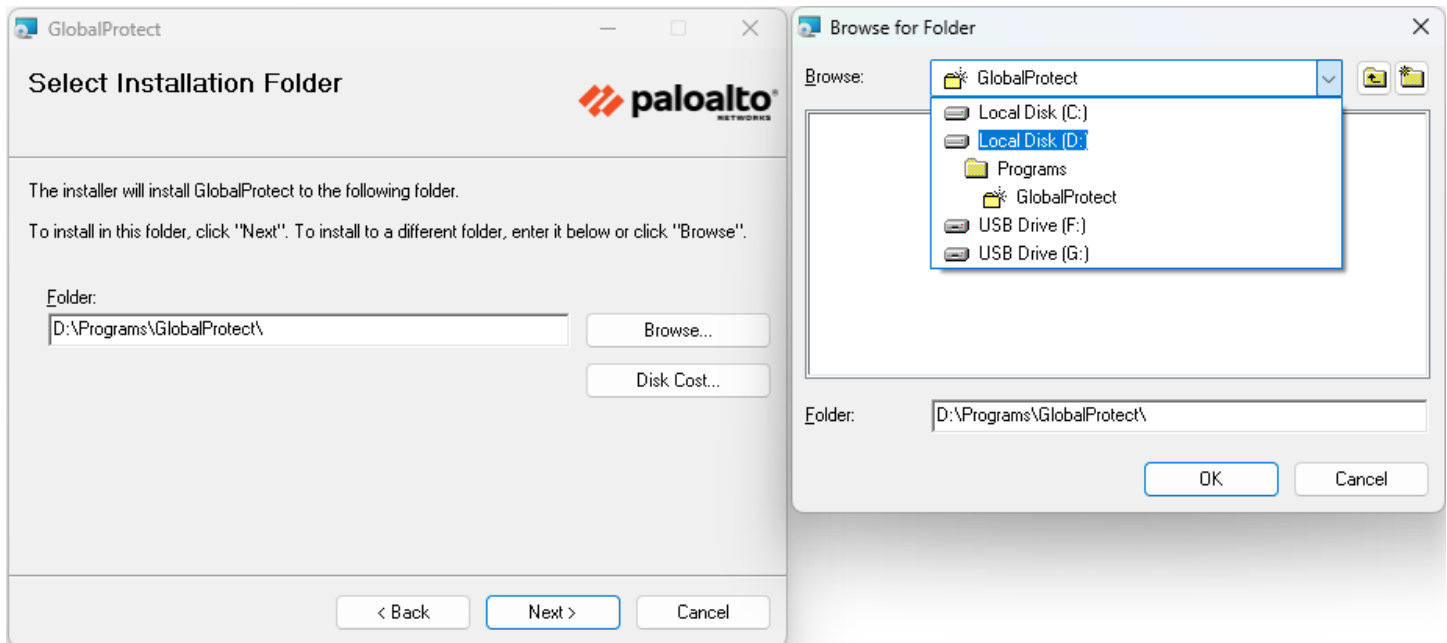 GlobalProtect
Select Installation Folder
paloalto
NETWORKS
The installer will install GlobalProtect to the following folder.
To install in this folder, click "Next". To install to a different folder, enter it below or click "Browse".
Folder:
D:\Programs\GlobalProtect\
Browse...
Disk Cost...
< Back
Next >
Cancel
Browse for Folder
Browse:
GlobalProtect
Local Disk (C:)
Local Disk (D:)
Programs
GlobalProtect
USB Drive (F:)
USB Drive (G:)
Folder:
D:\Programs\GlobalProtect\
OK
Cancel